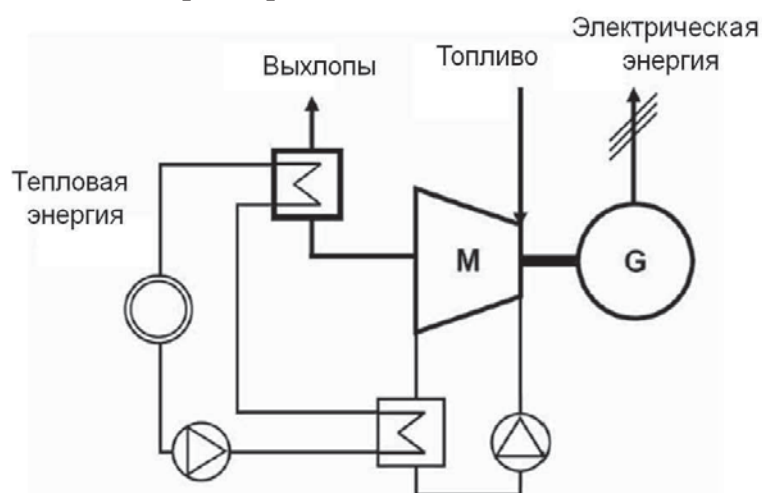 Электрическая
энергия
Топливо
Выхлопы
Тепловая
энергия
M
G